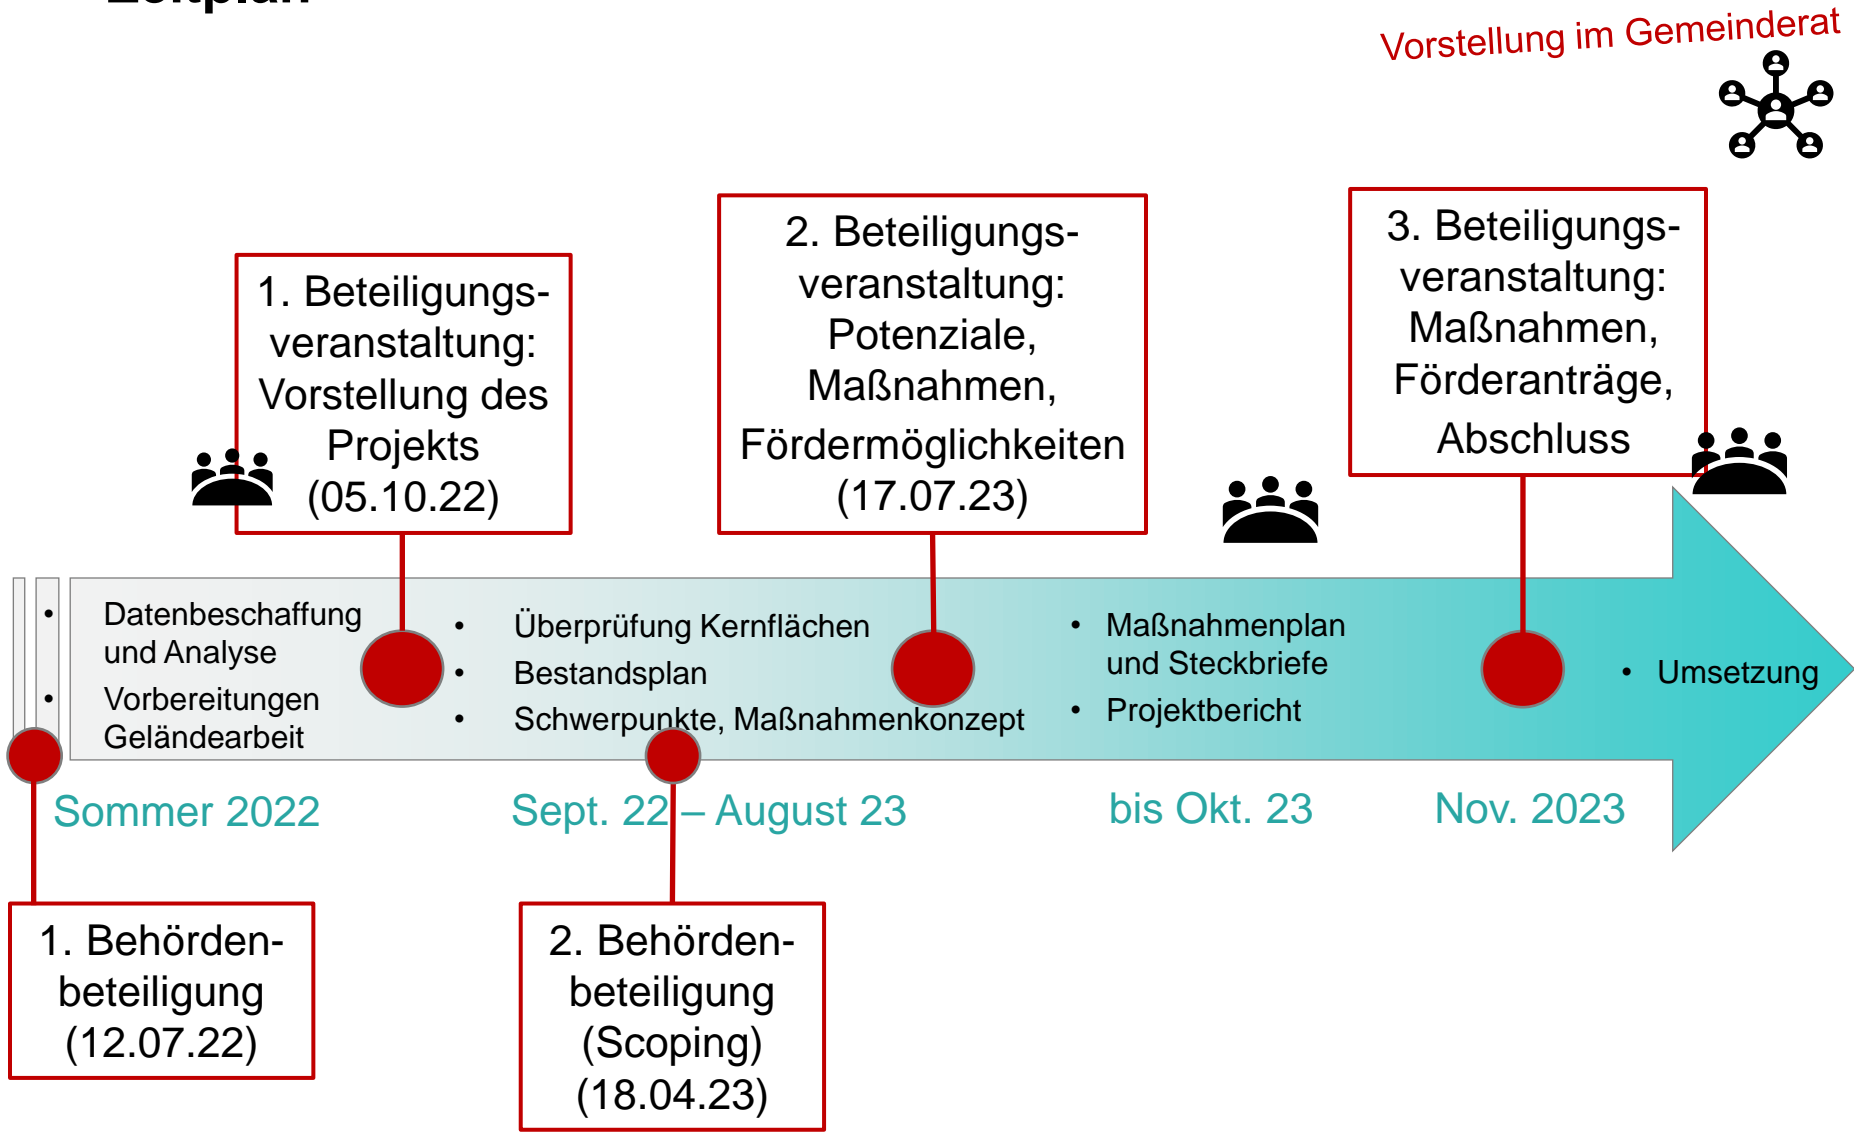 Zeitplan
Vorstellung im Gemeinderat
1. Beteiligungs-
veranstaltung:
Vorstellung des
Projekts
(05.10.22)
2. Beteiligungs-
veranstaltung:
Potenziale,
Maßnahmen,
Fördermöglichkeiten
(17.07.23)
3. Beteiligungs-
veranstaltung:
Maßnahmen,
Förderanträge,
Abschluss
• Datenbeschaffung
und Analyse
• Vorbereitungen
Geländearbeit
• Überprüfung Kernflächen
• Bestandsplan
• Schwerpunkte, Maßnahmenkonzept
• Maßnahmenplan
und Steckbriefe
• Projektbericht
• Umsetzung
Sommer 2022
Sept. 22 – August 23
bis Okt. 23
Nov. 2023
1. Behörden-
beteiligung
(12.07.22)
2. Behörden-
beteiligung
(Scoping)
(18.04.23)